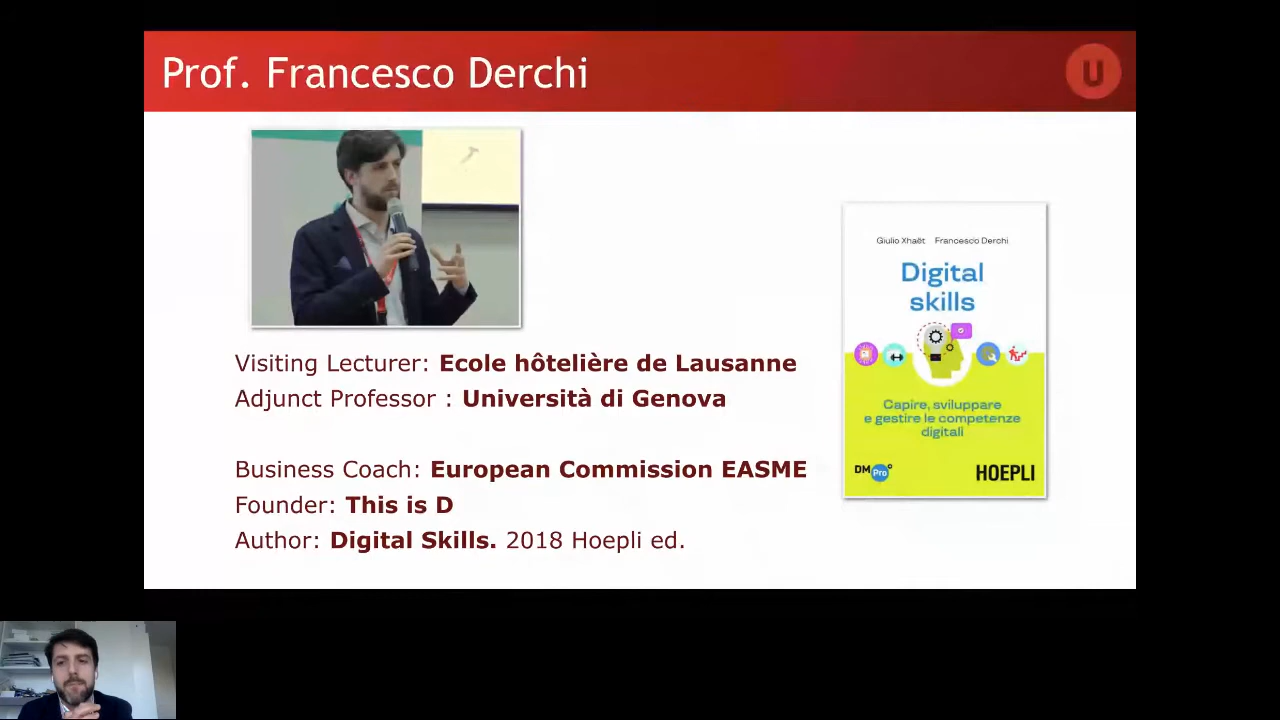 Prof. Francesco Derchi
U
Giulio Xhaët Francesco Derchi
Digital
skills
Capire, sviluppare
e gestire le competenze
digitali
DM Pro
HOEPLI
Visiting Lecturer: Ecole hôtelière de Lausanne
Adjunct Professor : Università di Genova
Business Coach: European Commission EASME
Founder: This is D
Author: Digital Skills. 2018 Hoepli ed.